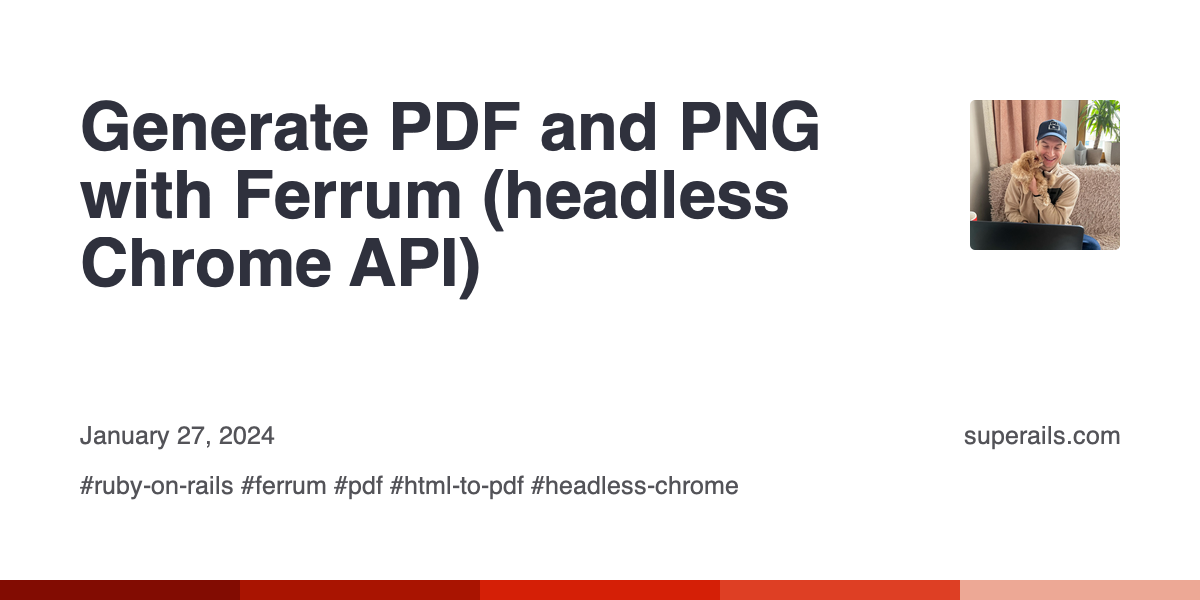 Generate PDF and PNG
with Ferrum (headless
Chrome API)
January 27, 2024
superails.com
#ruby-on-rails #ferrum #pdf #html-to-pdf #headless-chrome